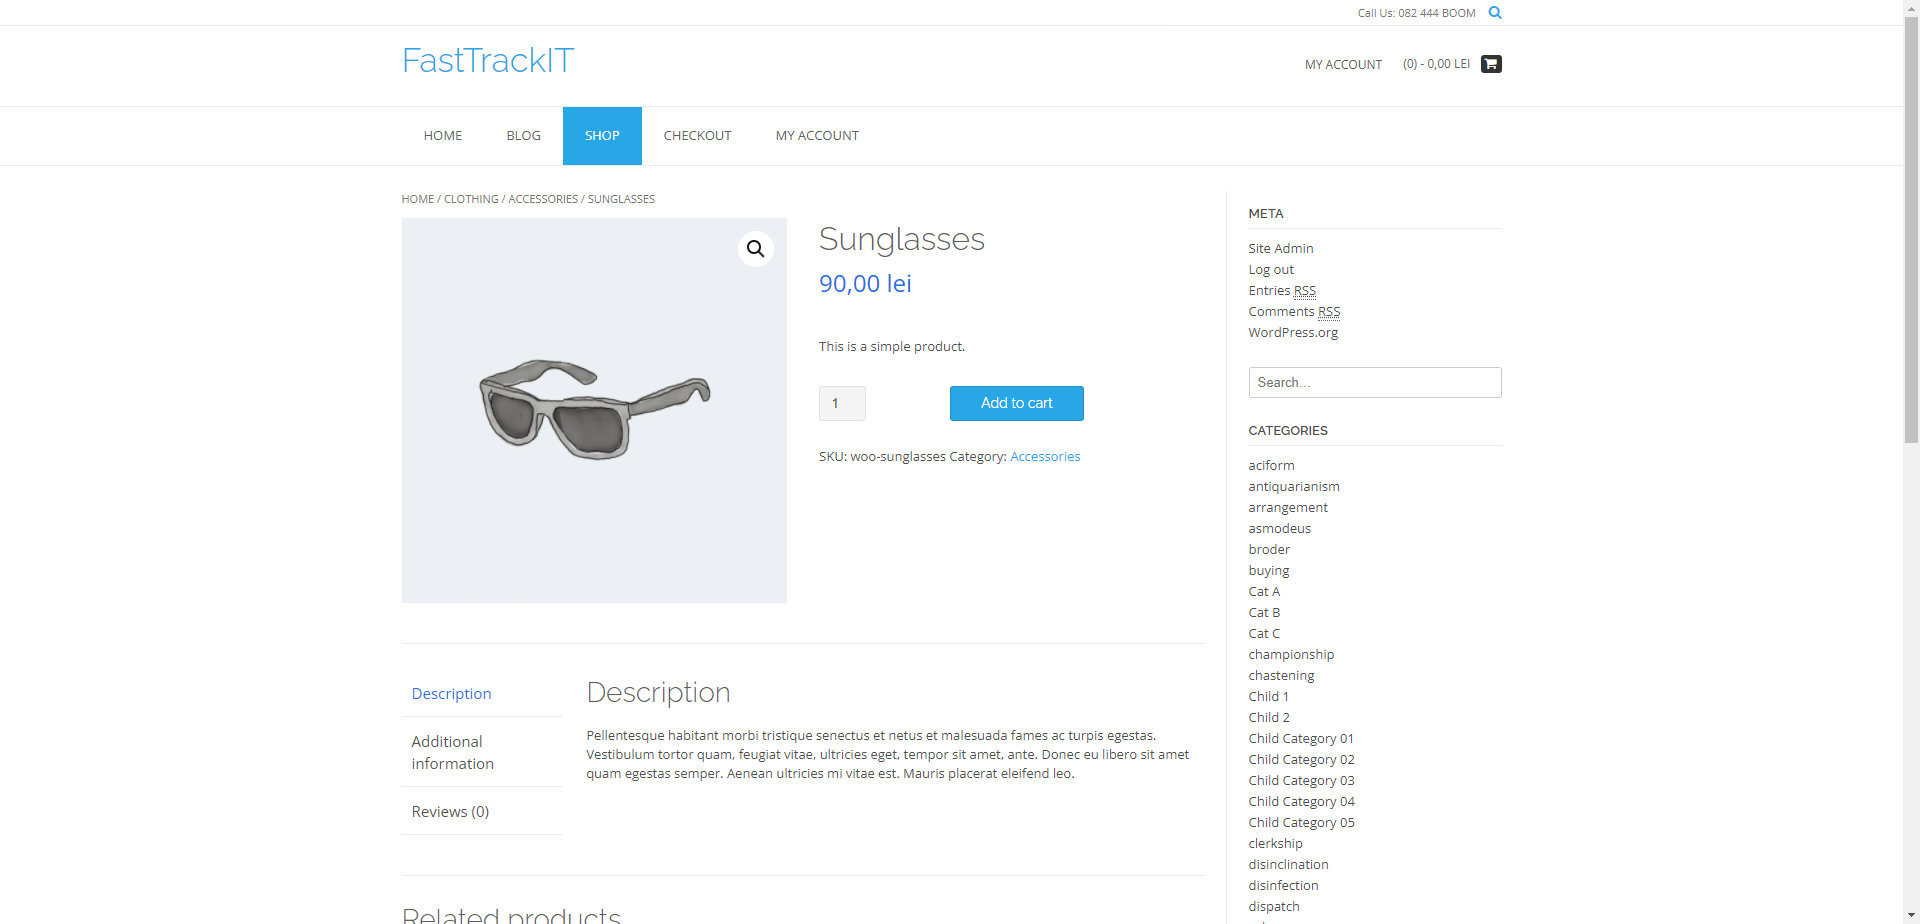 Call Us: 082 444 BOOM
FastTrackIT
MY ACCOUNT (0) - 0,00 LEI
HOME BLOG SHOP CHECKOUT MY ACCOUNT
HOME / CLOTHING / ACCESSORIES / SUNGLASSES
Sunglasses
90,00 lei
This is a simple product.
1 Add to cart
SKU: woo-sunglasses Category: Accessories
Description
Additional
information
Reviews (0)
Description
Pellentesque habitant morbi tristique senectus et netus et malesuada fames ac turpis egestas.
Vestibulum tortor quam, feugiat vitae, ultricies eget, tempor sit amet, ante. Donec eu libero sit amet
quam egestas semper. Aenean ultricies mi vitae est. Mauris placerat eleifend leo.
Related products
META
Site Admin
Log out
Entries RSS
Comments RSS
WordPress.org
Search...
CATEGORIES
aciform
antiquarianism
arrangement
asmodeus
broder
buying
Cat A
Cat B
Cat C
championship
chastening
Child 1
Child 2
Child Category 01
Child Category 02
Child Category 03
Child Category 04
Child Category 05
clerkship
disinclination
disinfection
dispatch